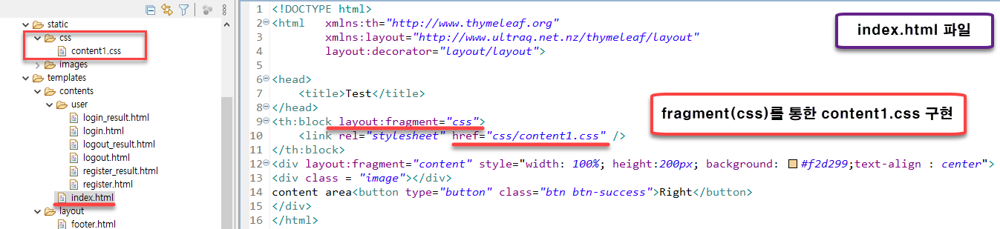 static
css
content1.css
images
templates
contents
user
login_result.html
login.html
logout_result.html
logout.html
register_result.html
register.html
index.html
layout
footer.html
1 <!DOCTYPE html>
2 <html xmlns:th="http://www.thymeleaf.org"
3 xmlns:layout="http://www.ultraq.net.nz/thymeleaf/layout"
4 layout:decorator="layout/layout">
5
6 <head>
7 <title>Test</title>
8 </head>
9 <th:block layout:fragment="css">
10 <link rel="stylesheet" href="css/content1.css" />
11 </th:block>
12 <div layout:fragment="content" style="width: 100%; height:200px; background: #f2d299;text-align : center">
13 <div class = "image"></div>
14 content area<button type="button" class="btn btn-success">Right</button>
15 </div>
16 </html>
index.html 파일
fragment(css)를 통한 content1.css 구현